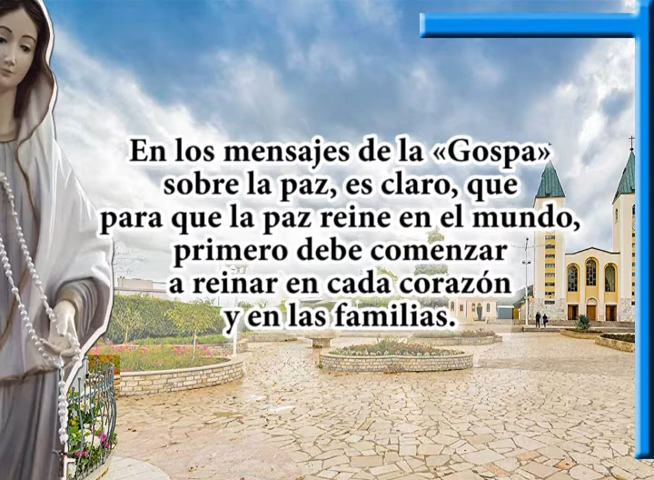 En los mensajes de la «Gospa»
sobre la paz, es claro, que
para que la paz reine en el mundo,
primero debe comenzar
a reinar en cada corazón
y en las familias.